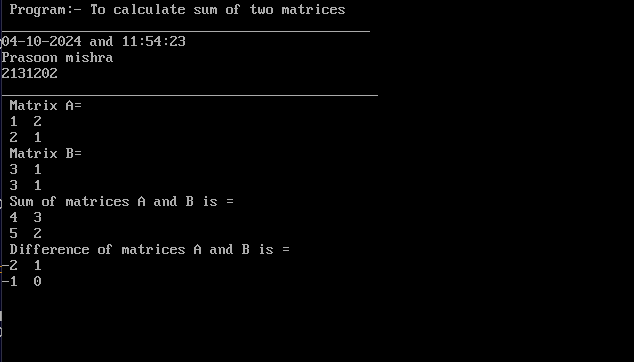 Program:- To calculate sum of two matrices
04-10-2024 and 11:54:23
Prasoon mishra
2131202
Matrix A=
1 2
2 1
Matrix B=
3 1
3 1
Sum of matrices A and B is =
4 3
5 2
Difference of matrices A and B is =
-2 1
-1 0